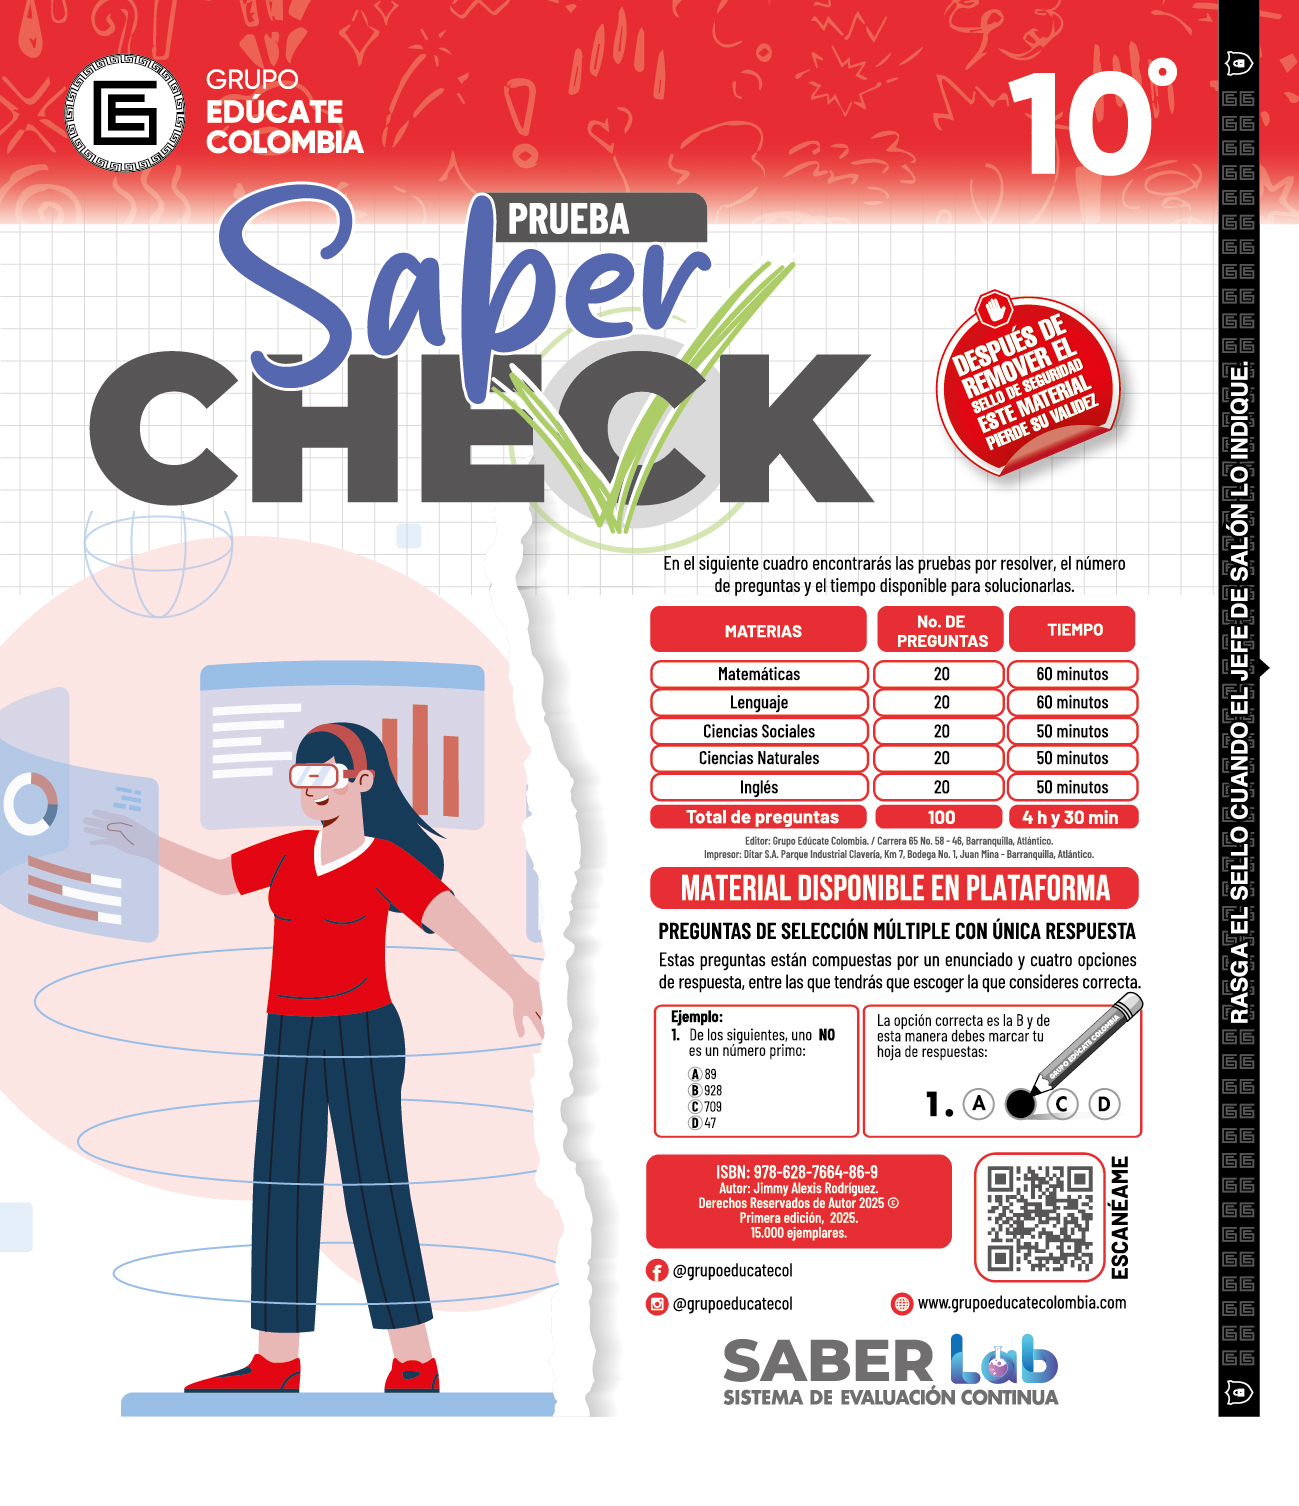 GRUPO
EDÚCATE
COLOMBIA
10°
PRUEBA
Saber
CHECK
DESPUÉS DE
REMOVER EL
SELLO DE SEGURIDAD
ESTE MATERIAL
PIERDE SU VALIDEZ
RASGA EL SELLO CUANDO EL JEFE DE SALÓN LO INDIQUE.
En el siguiente cuadro encontrarás las pruebas por resolver, el número
de preguntas y el tiempo disponible para solucionarlas.
MATERIAS No. DE PREGUNTAS TIEMPO
Matemáticas 20 60 minutos
Lenguaje 20 60 minutos
Ciencias Sociales 20 50 minutos
Ciencias Naturales 20 50 minutos
Inglés 20 50 minutos
Total de preguntas 100 4 h y 30 min
Editor: Grupo Edúcate Colombia. / Carrera 65 No. 58 - 46, Barranquilla, Atlántico.
Impresor: Ditar S.A. Parque Industrial Clavería, Km 7, Bodega No. 1, Juan Mina - Barranquilla, Atlántico.
MATERIAL DISPONIBLE EN PLATAFORMA
PREGUNTAS DE SELECCIÓN MÚLTIPLE CON ÚNICA RESPUESTA
Estas preguntas están compuestas por un enunciado y cuatro opciones
de respuesta, entre las que tendrás que escoger la que consideres correcta.
Ejemplo:
1. De los siguientes, uno NO
es un número primo:
A 89
B 928
C 709
D 47
La opción correcta es la B y de
esta manera debes marcar tu
hoja de respuestas:
GRUPO EDÚCATE COLOMBIA
1. A C D
ISBN: 978-628-7664-86-9
Autor: Jimmy Alexis Rodríguez.
Derechos Reservados de Autor 2025 ©
Primera edición, 2025.
15.000 ejemplares.
ESCANÉAME
@grupoeducatecol
@grupoeducatecol
www.grupoeducatecolombia.com
SABER Lab
SISTEMA DE EVALUACIÓN CONTINUA